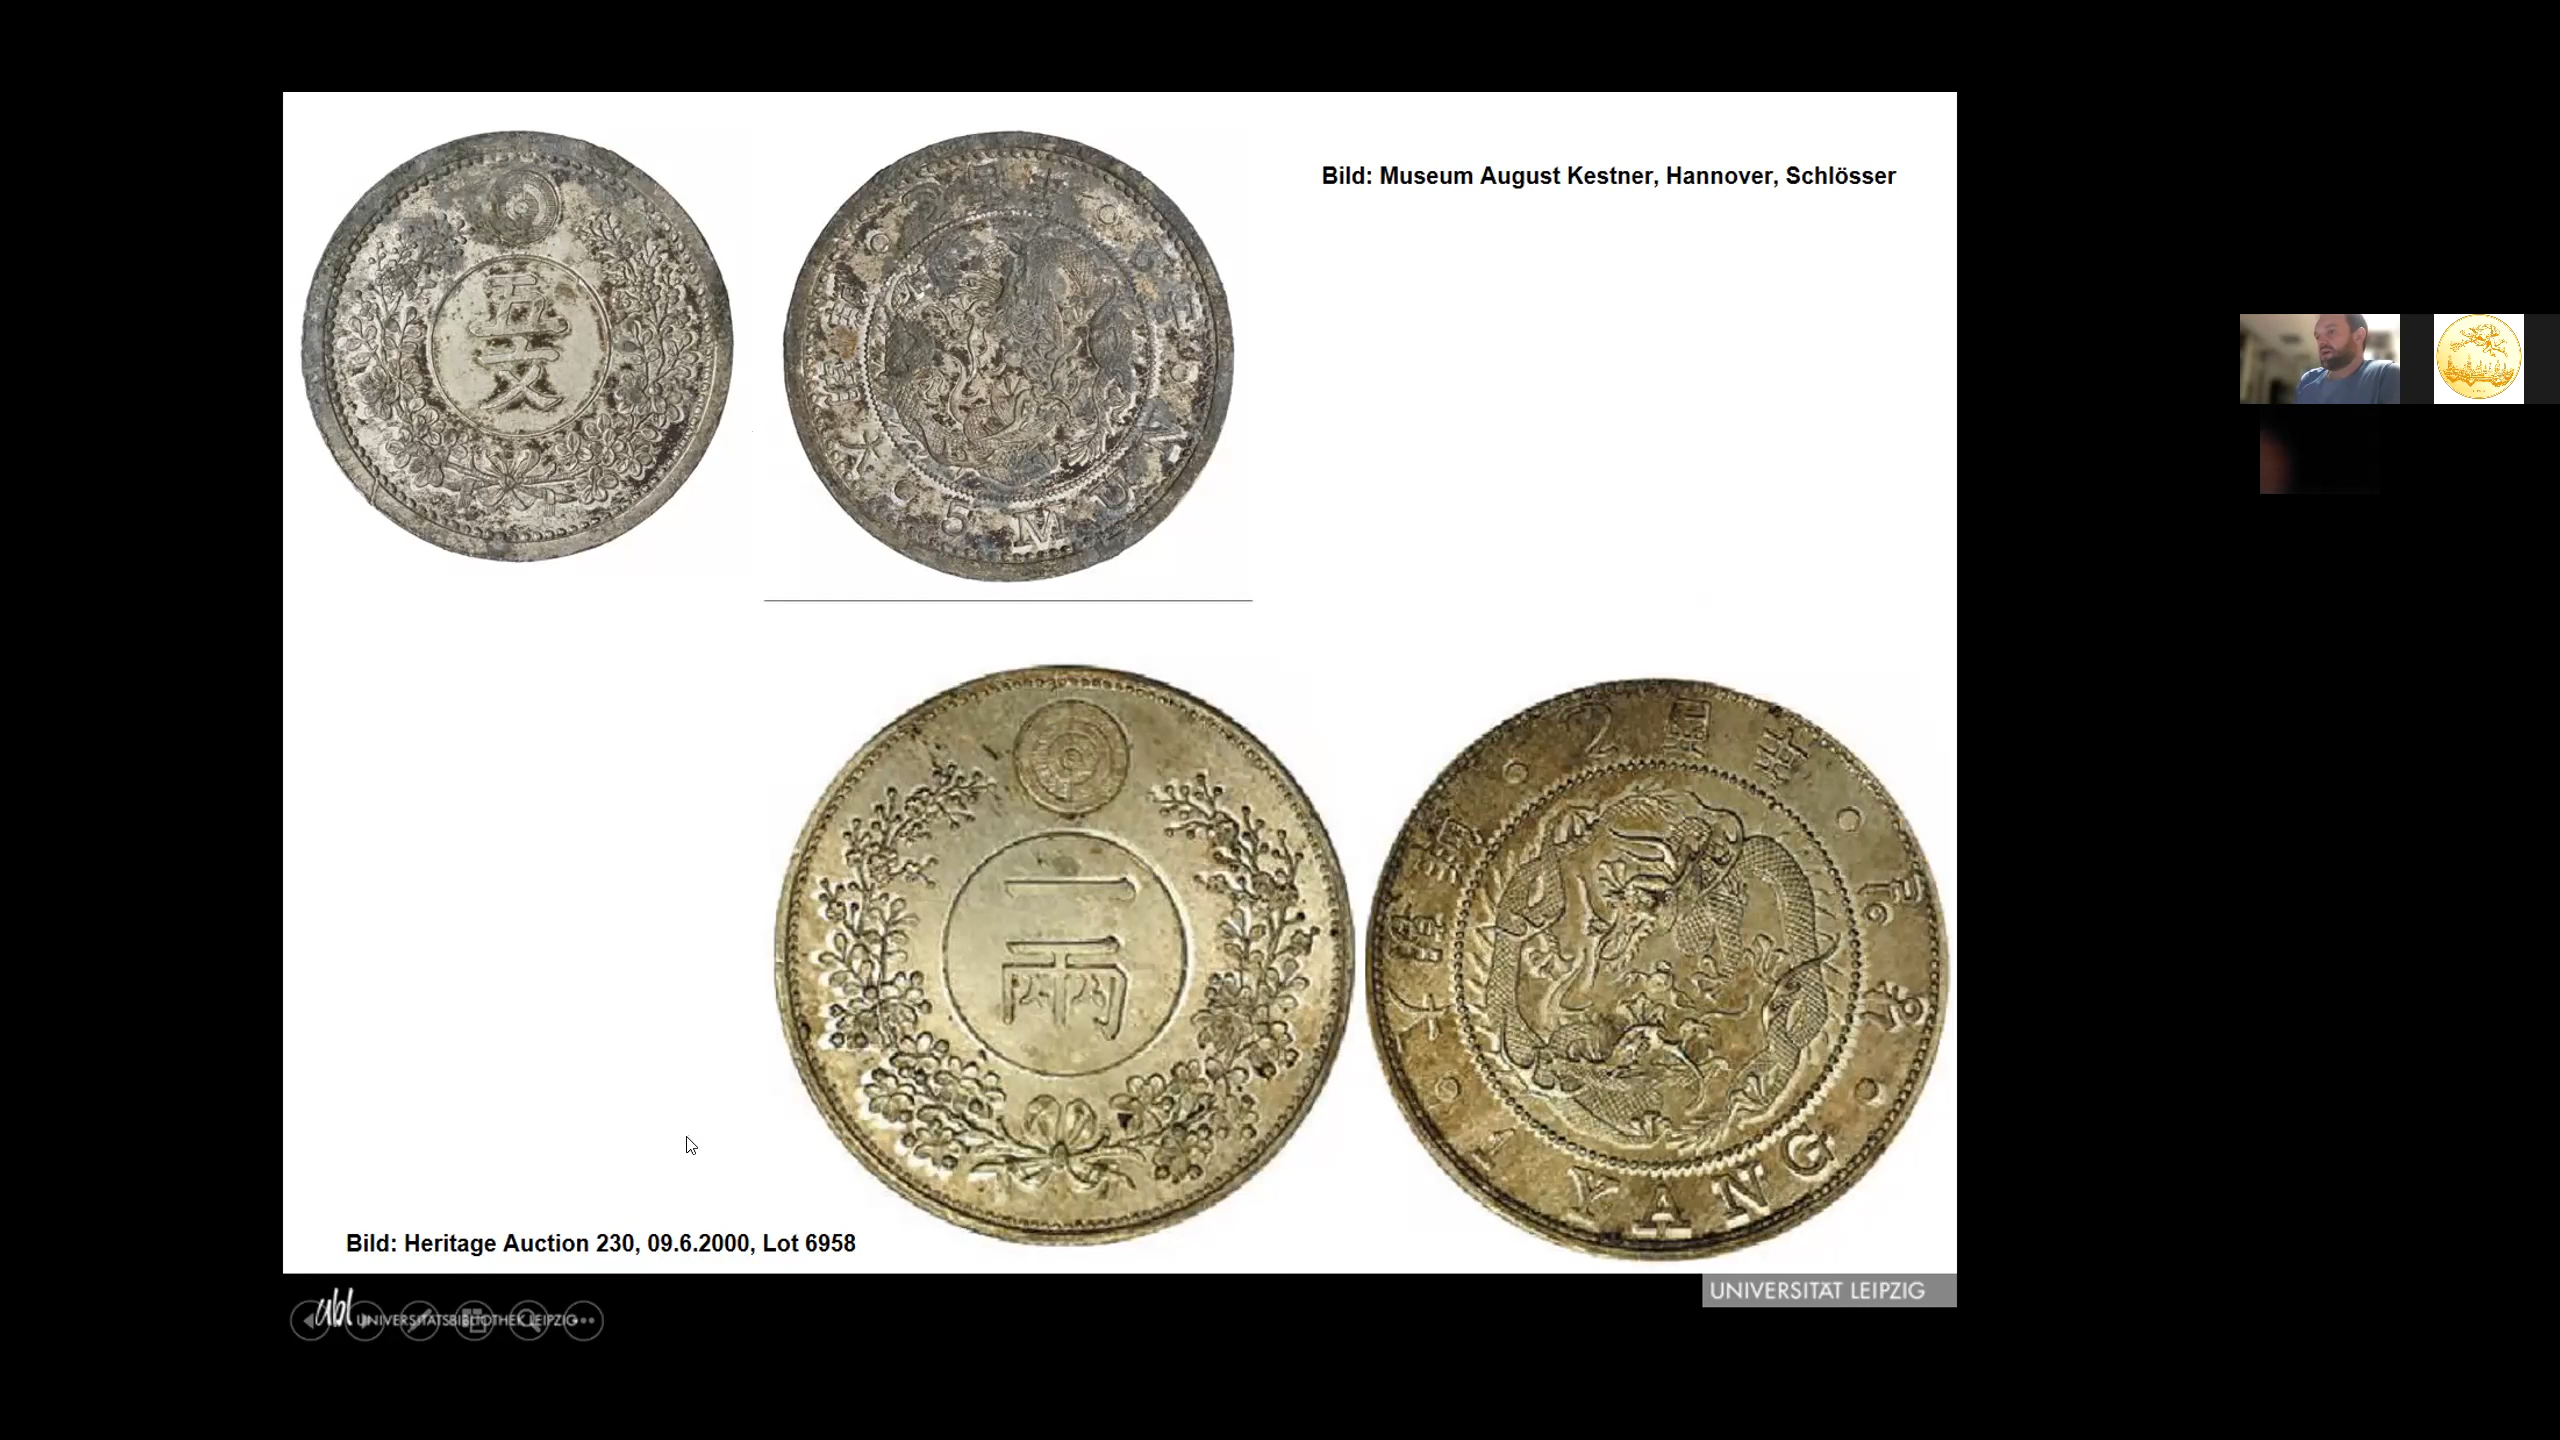 Bild: Museum August Kestner, Hannover, Schlösser
五
文
5 MUN
一
兩
1 YANG
Bild: Heritage Auction 230, 09.6.2000, Lot 6958
UNIVERSITÄT LEIPZIG
ubl UNIVERSITÄTSBIBLIOTHEK LEIPZIG